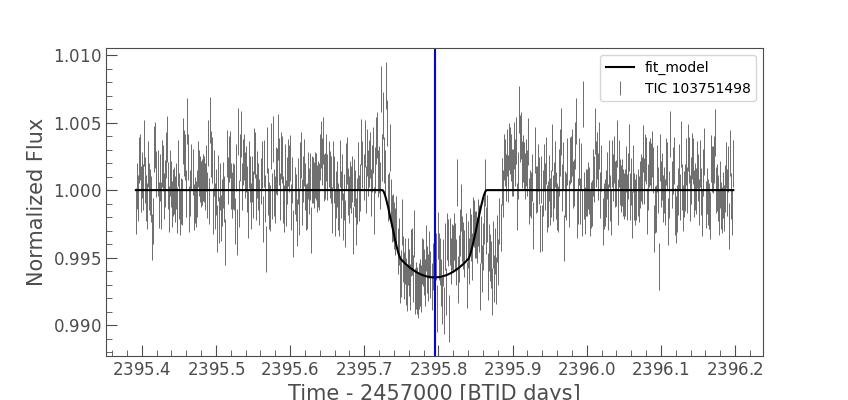 1.010
1.005
1.000
0.995
0.990
Normalized Flux
fit_model
TIC 103751498
2395.4 2395.5 2395.6 2395.7 2395.8 2395.9 2396.0 2396.1 2396.2
Time - 2457000 [BTJD days]